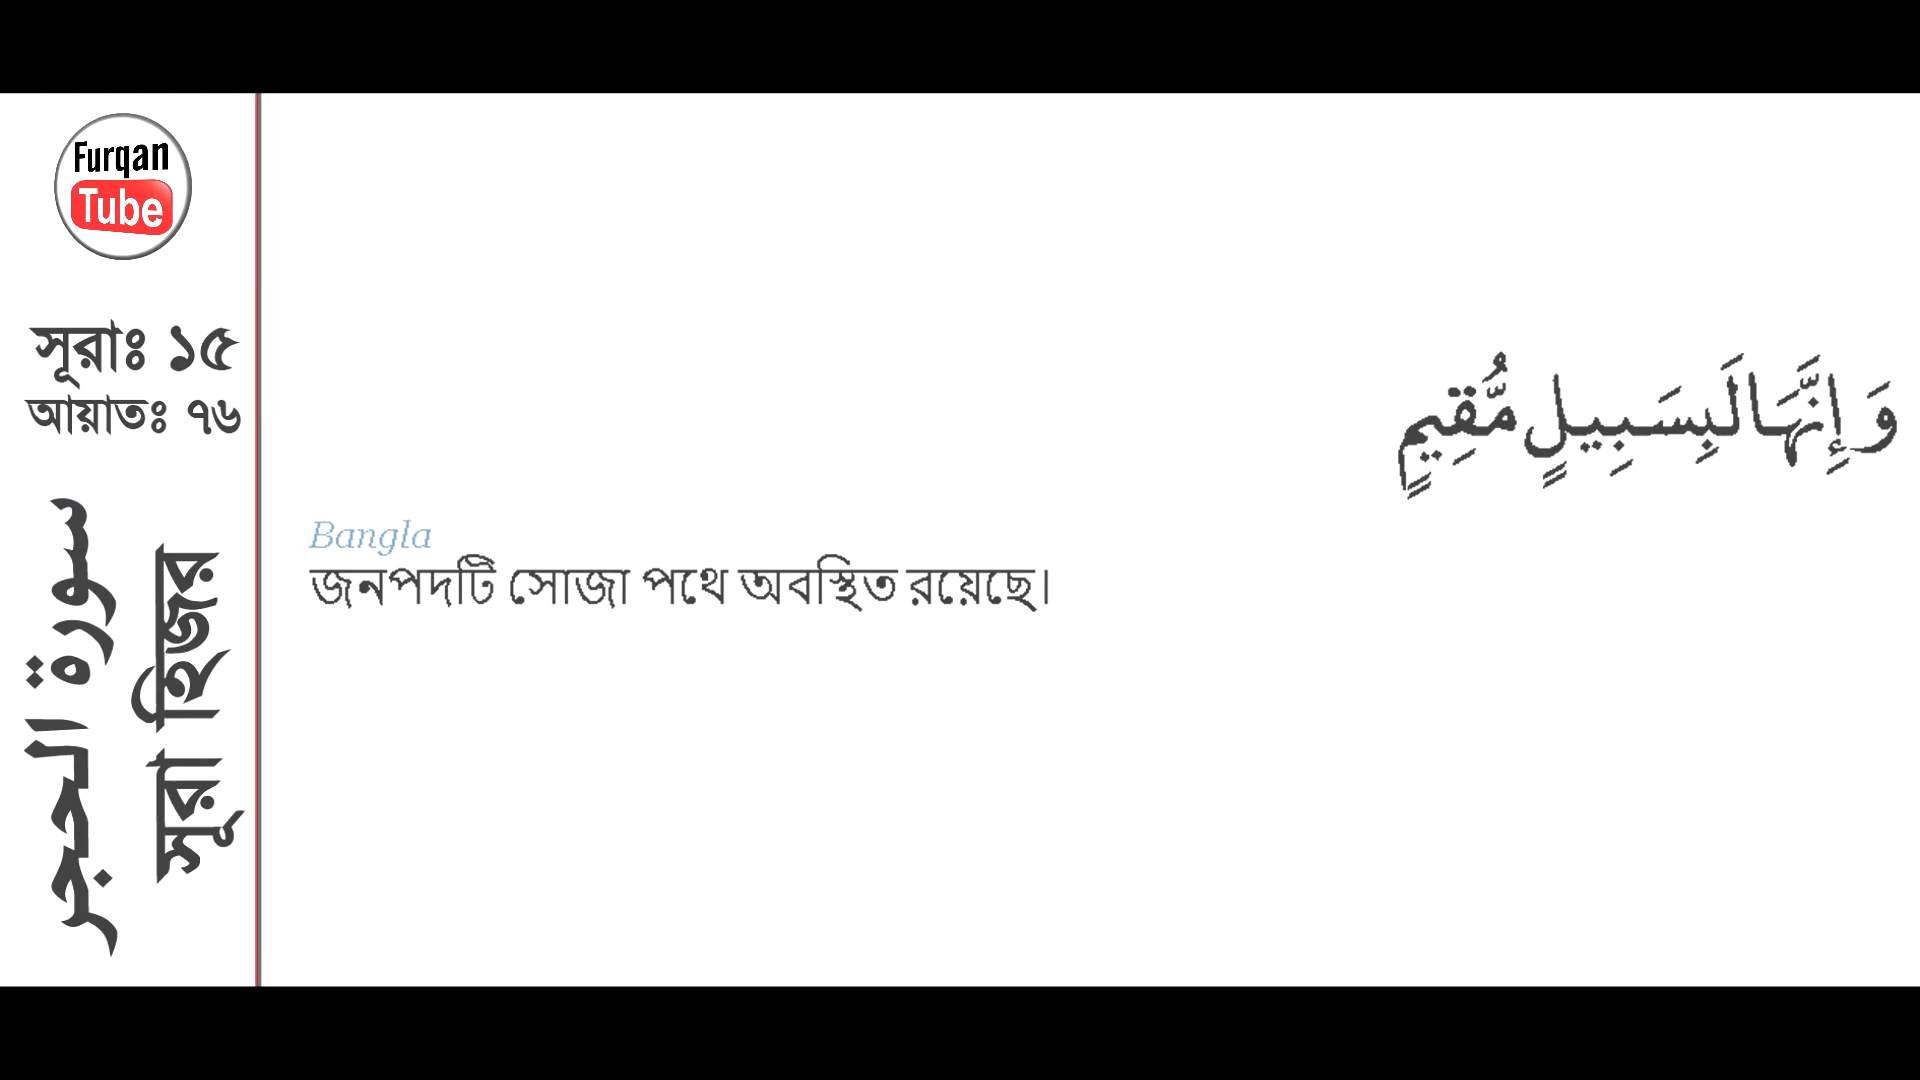 Furqan
Tube
সূরাঃ ১৫
আয়াতঃ ৭৬
سورة الحجر
সূরা হিজর
وَإِنَّهَا لَبِسَبِيلٍ مُّقِيمٍ
Bangla
জনপদটি সোজা পথে অবস্থিত রয়েছে।